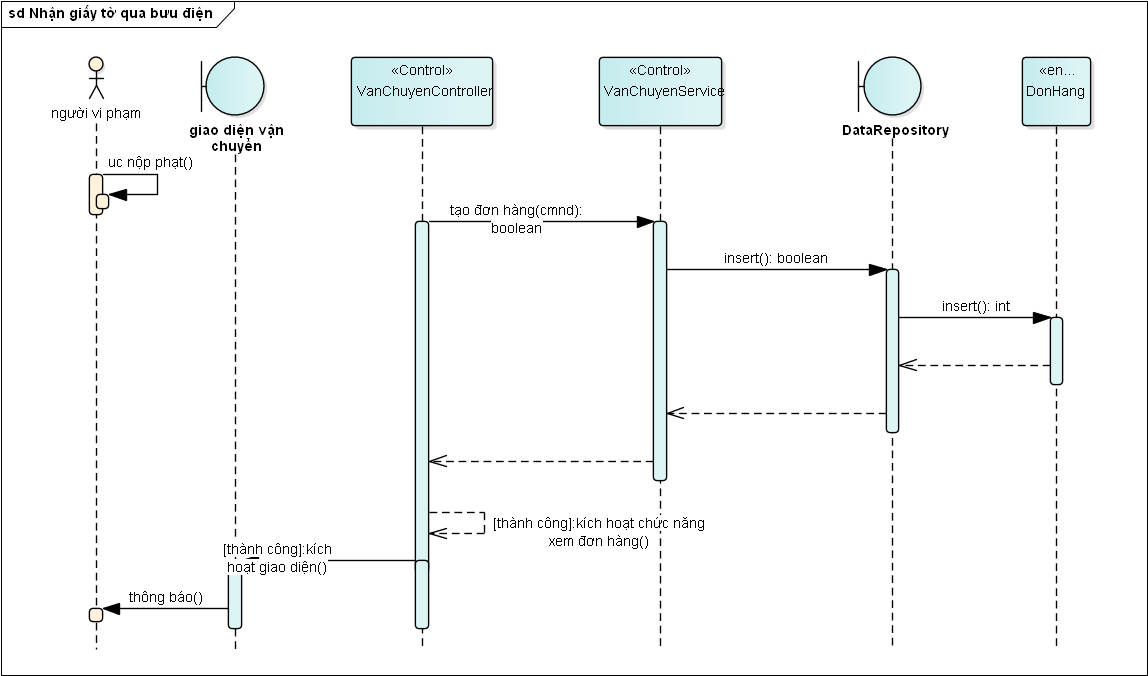 sd Nhận giấy tờ qua bưu điện
«Control»
VanChuyenController
«Control»
VanChuyenService
«en...
DonHang
người vi phạm
giao diện vận
chuyển
DataRepository
uc nộp phạt()
tạo đơn hàng(cmnd):
boolean
insert(): boolean
insert(): int
[thành công]:kích hoạt chức năng
xem đơn hàng()
[thành công]:kích
hoạt giao diện()
thông báo()